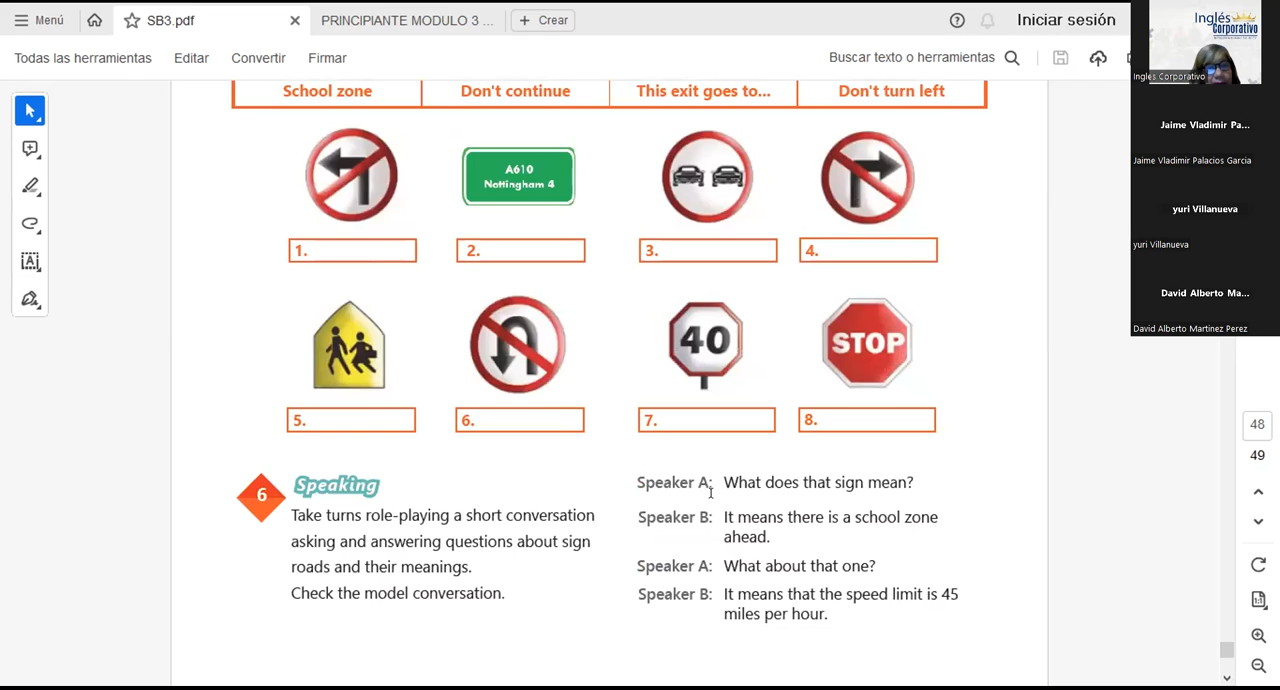 Menú
SB3.pdf
PRINCIPIANTE MODULO 3 ...
Crear
Iniciar sesión
Todas las herramientas
Editar
Convertir
Firmar
Buscar texto o herramientas
Inglés
Corporativo
Ingles Corporativo
Jaime Vladimir Pa...
Jaime Vladimir Palacios Garcia
yuri Villanueva
yuri Villanueva
David Alberto Ma...
David Alberto Martinez Perez
School zone
Don't continue
This exit goes to...
Don't turn left
A610
Nottingham 4
1.
2.
3.
4.
40
STOP
5.
6.
7.
8.
48
49
6
Speaking
Take turns role-playing a short conversation
asking and answering questions about sign
roads and their meanings.
Check the model conversation.
Speaker A: What does that sign mean?
Speaker B: It means there is a school zone
ahead.
Speaker A: What about that one?
Speaker B: It means that the speed limit is 45
miles per hour.